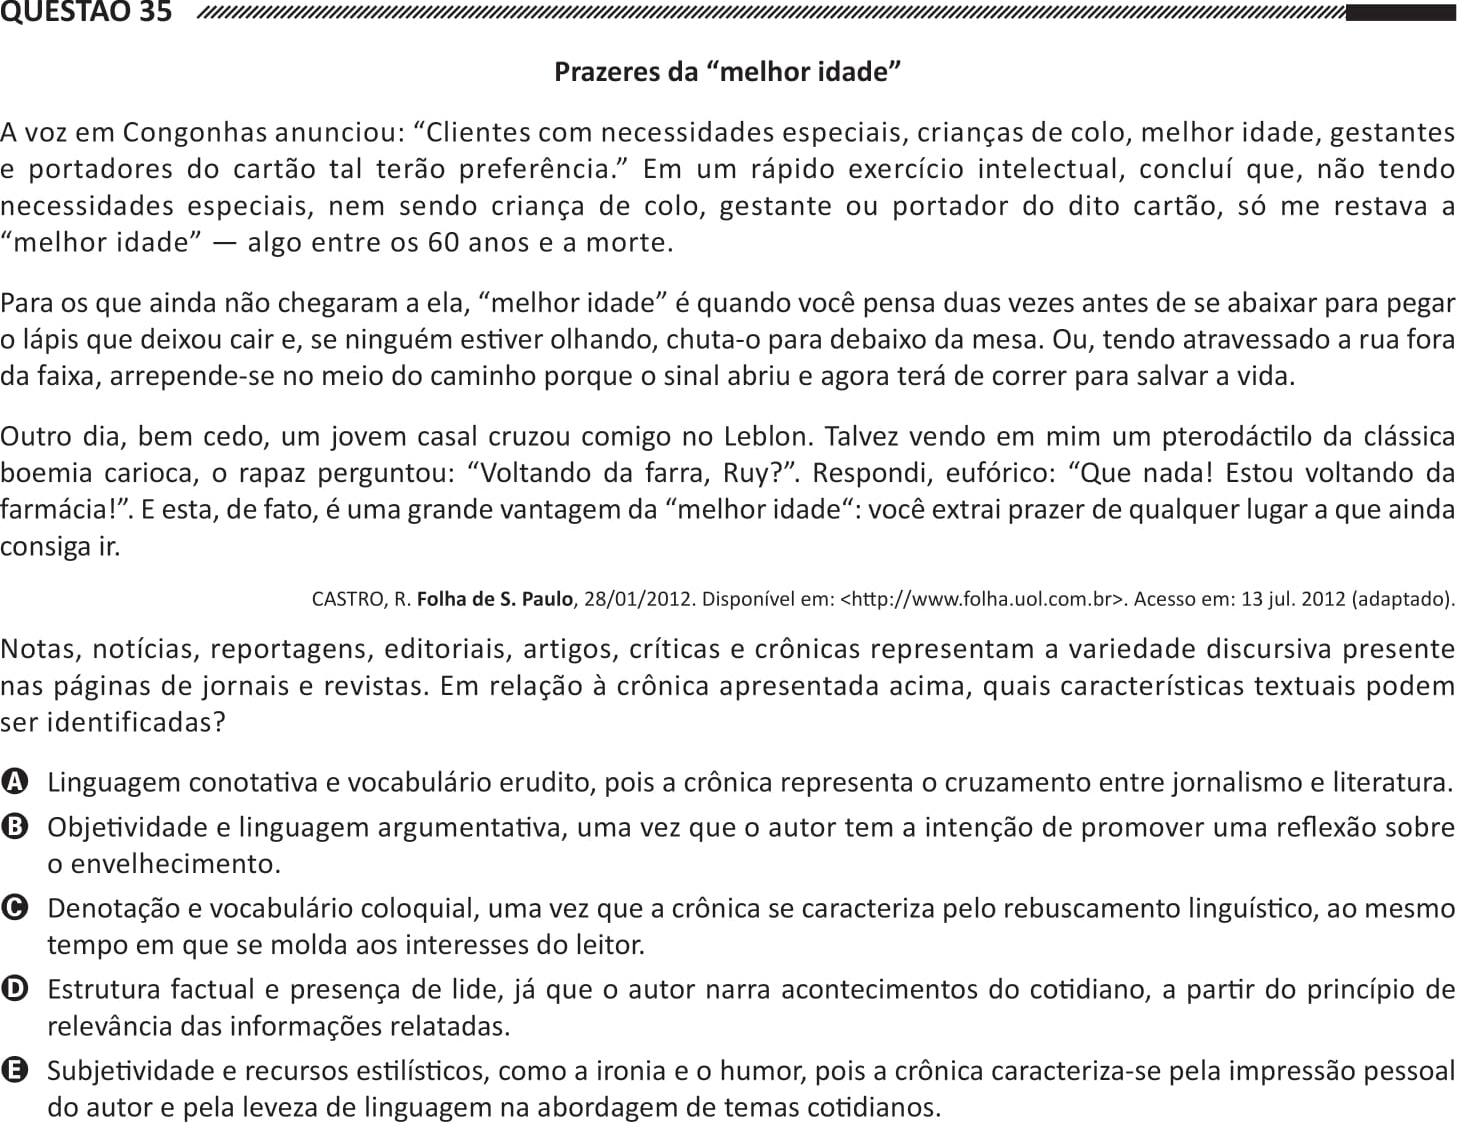 QUESTÃO 35
Prazeres da “melhor idade”
A voz em Congonhas anunciou: “Clientes com necessidades especiais, crianças de colo, melhor idade, gestantes
e portadores do cartão tal terão preferência.” Em um rápido exercício intelectual, concluí que, não tendo
necessidades especiais, nem sendo criança de colo, gestante ou portador do dito cartão, só me restava a
“melhor idade” — algo entre os 60 anos e a morte.
Para os que ainda não chegaram a ela, “melhor idade” é quando você pensa duas vezes antes de se abaixar para pegar
o lápis que deixou cair e, se ninguém estiver olhando, chuta-o para debaixo da mesa. Ou, tendo atravessado a rua fora
da faixa, arrepende-se no meio do caminho porque o sinal abriu e agora terá de correr para salvar a vida.
Outro dia, bem cedo, um jovem casal cruzou comigo no Leblon. Talvez vendo em mim um pterodáctilo da clássica
boemia carioca, o rapaz perguntou: “Voltando da farra, Ruy?”. Respondi, eufórico: “Que nada! Estou voltando da
farmácia!”. E esta, de fato, é uma grande vantagem da “melhor idade“: você extrai prazer de qualquer lugar a que ainda
consiga ir.
CASTRO, R. Folha de S. Paulo, 28/01/2012. Disponível em: <http://www.folha.uol.com.br>. Acesso em: 13 jul. 2012 (adaptado).
Notas, notícias, reportagens, editoriais, artigos, críticas e crônicas representam a variedade discursiva presente
nas páginas de jornais e revistas. Em relação à crônica apresentada acima, quais características textuais podem
ser identificadas?
A Linguagem conotativa e vocabulário erudito, pois a crônica representa o cruzamento entre jornalismo e literatura.
B Objetividade e linguagem argumentativa, uma vez que o autor tem a intenção de promover uma reflexão sobre
o envelhecimento.
C Denotação e vocabulário coloquial, uma vez que a crônica se caracteriza pelo rebuscamento linguístico, ao mesmo
tempo em que se molda aos interesses do leitor.
D Estrutura factual e presença de lide, já que o autor narra acontecimentos do cotidiano, a partir do princípio de
relevância das informações relatadas.
E Subjetividade e recursos estilísticos, como a ironia e o humor, pois a crônica caracteriza-se pela impressão pessoal
do autor e pela leveza de linguagem na abordagem de temas cotidianos.